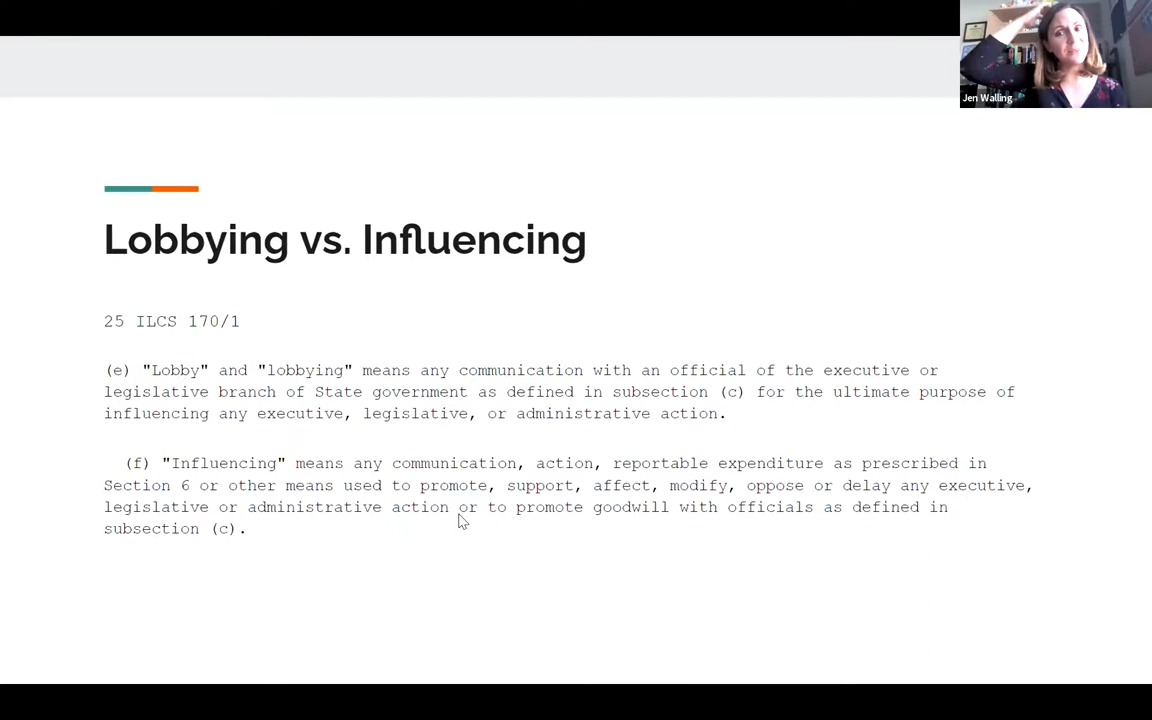 Jen Walling
Lobbying vs. Influencing
25 ILCS 170/1
(e) "Lobby" and "lobbying" means any communication with an official of the executive or
legislative branch of State government as defined in subsection (c) for the ultimate purpose of
influencing any executive, legislative, or administrative action.
(f) "Influencing" means any communication, action, reportable expenditure as prescribed in
Section 6 or other means used to promote, support, affect, modify, oppose or delay any executive,
legislative or administrative action or to promote goodwill with officials as defined in
subsection (c).